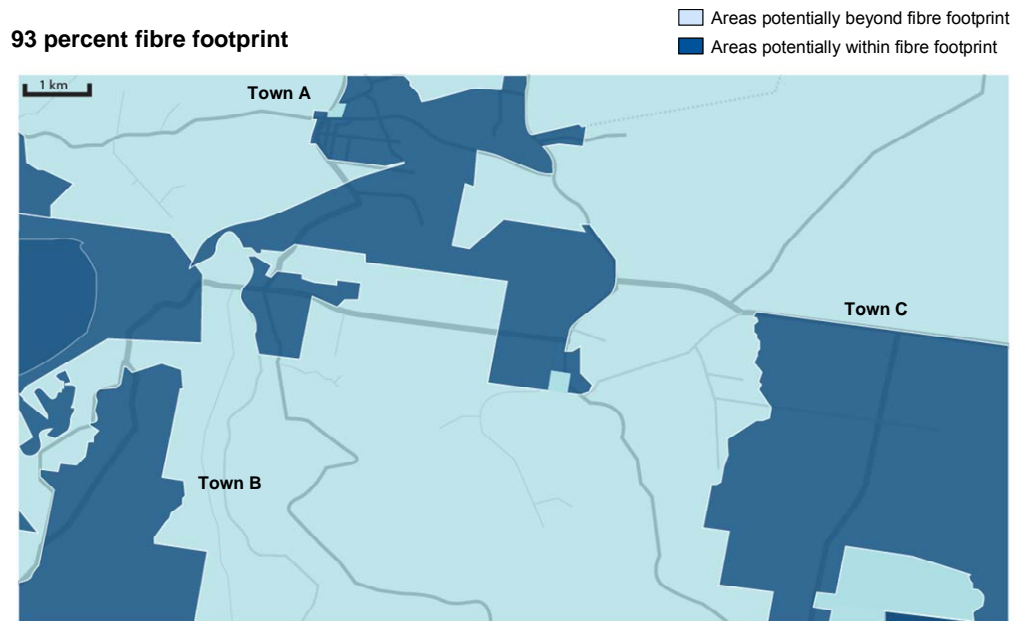 Areas potentially beyond fibre footprint
93 percent fibre footprint
Areas potentially within fibre footprint
1 km
Town A
Town C
Town B